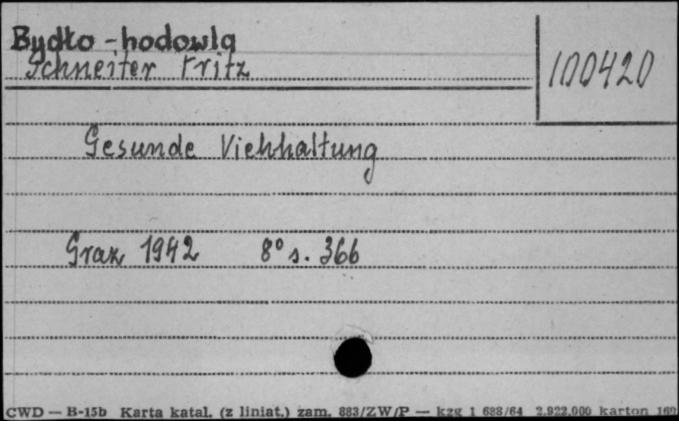 Bydło - hodowla
Schneiter Fritz
100420
Gesunde Viehhaltung
Graz 1942 8° s. 366
CWD — B-15b Karta katal. (z liniat.) zam. 883/ZW/P — kzg 1 688/64 2.922.000 karton 160